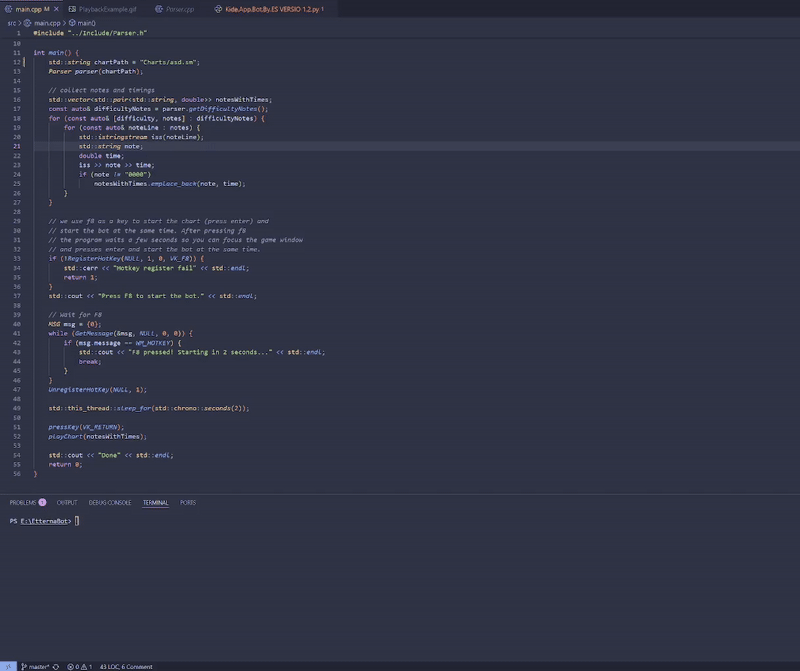 main.cpp M PlaybackExample.gif Parser.cpp Kide.App.Bot.By.ES VERSIO 1.2.py 1
src > main.cpp > main()
1 #include "../Include/Parser.h"
10
11 int main() {
12 std::string chartPath = "Charts/asd.sm";
13 Parser parser(chartPath);
14
15 // collect notes and timings
16 std::vector<std::pair<std::string, double>> notesWithTimes;
17 const auto& difficultyNotes = parser.getDifficultyNotes();
18 for (const auto& [difficulty, notes] : difficultyNotes) {
19 for (const auto& noteLine : notes) {
20 std::istringstream iss(noteLine);
21 std::string note;
22 double time;
23 iss >> note >> time;
24 if (note != "0000")
25 notesWithTimes.emplace_back(note, time);
26 }
27 }
28
29 // we use f8 as a key to start the chart (press enter) and
30 // start the bot at the same time. After pressing f8
31 // the program waits a few seconds so you can focus the game window
32 // and presses enter and start the bot at the same time.
33 if (!RegisterHotKey(NULL, 1, 0, VK_F8)) {
34 std::cerr << "Hotkey register fail" << std::endl;
35 return 1;
36 }
37 std::cout << "Press F8 to start the bot." << std::endl;
38
39 // Wait for F8
40 MSG msg = {0};
41 while (GetMessage(&msg, NULL, 0, 0)) {
42 if (msg.message == WM_HOTKEY) {
43 std::cout << "F8 pressed! Starting in 2 seconds..." << std::endl;
44 break;
45 }
46 }
47 UnregisterHotKey(NULL, 1);
48
49 std::this_thread::sleep_for(std::chrono::seconds(2));
50
51 pressKey(VK_RETURN);
52 playChart(notesWithTimes);
53
54 std::cout << "Done" << std::endl;
55 return 0;
56 }
PROBLEMS 1 OUTPUT DEBUG CONSOLE TERMINAL PORTS
PS E:\EtternaBot>
master* 0 1 43 LOC, 6 Comment